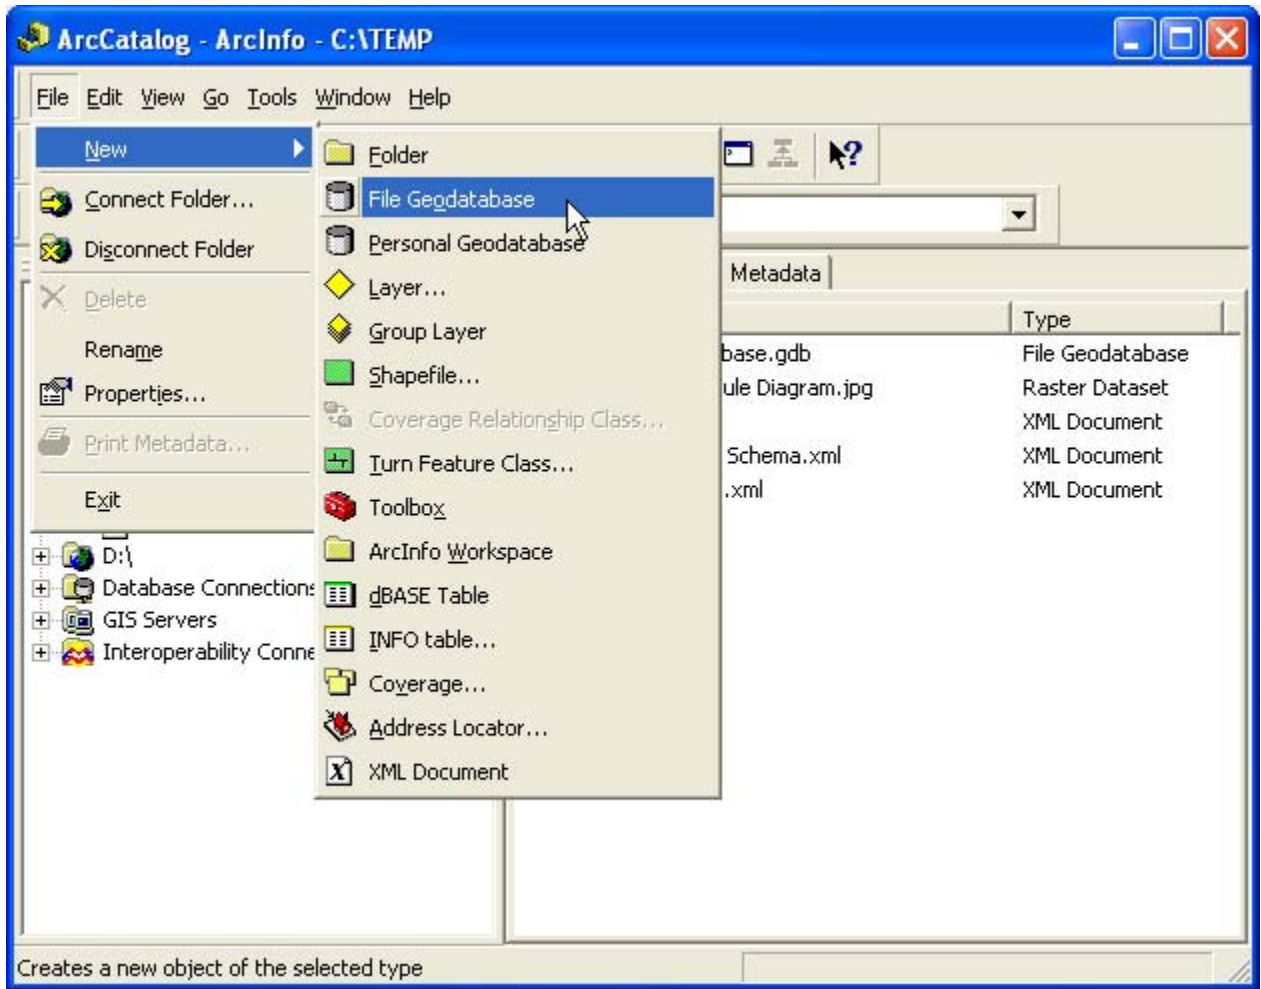 ArcCatalog - ArcInfo - C:\TEMP
File Edit View Go Tools Window Help
New
Connect Folder...
Disconnect Folder
Delete
Rename
Properties...
Print Metadata...
Exit
Folder
File Geodatabase
Personal Geodatabase
Layer...
Group Layer
Shapefile...
Coverage Relationship Class...
Turn Feature Class...
Toolbox
ArcInfo Workspace
dBASE Table
INFO table...
Coverage...
Address Locator...
XML Document
D:\
Database Connections
GIS Servers
Interoperability Conne
Metadata
Type
base.gdb File Geodatabase
ule Diagram.jpg Raster Dataset
XML Document
Schema.xml XML Document
.xml XML Document
Creates a new object of the selected type